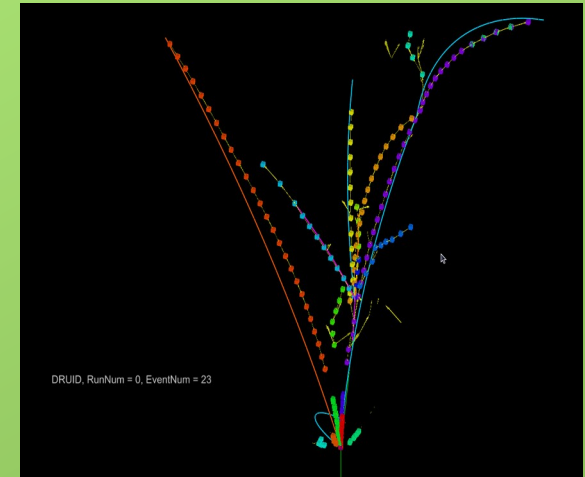 DRUID, RunNum = 0, EventNum = 23